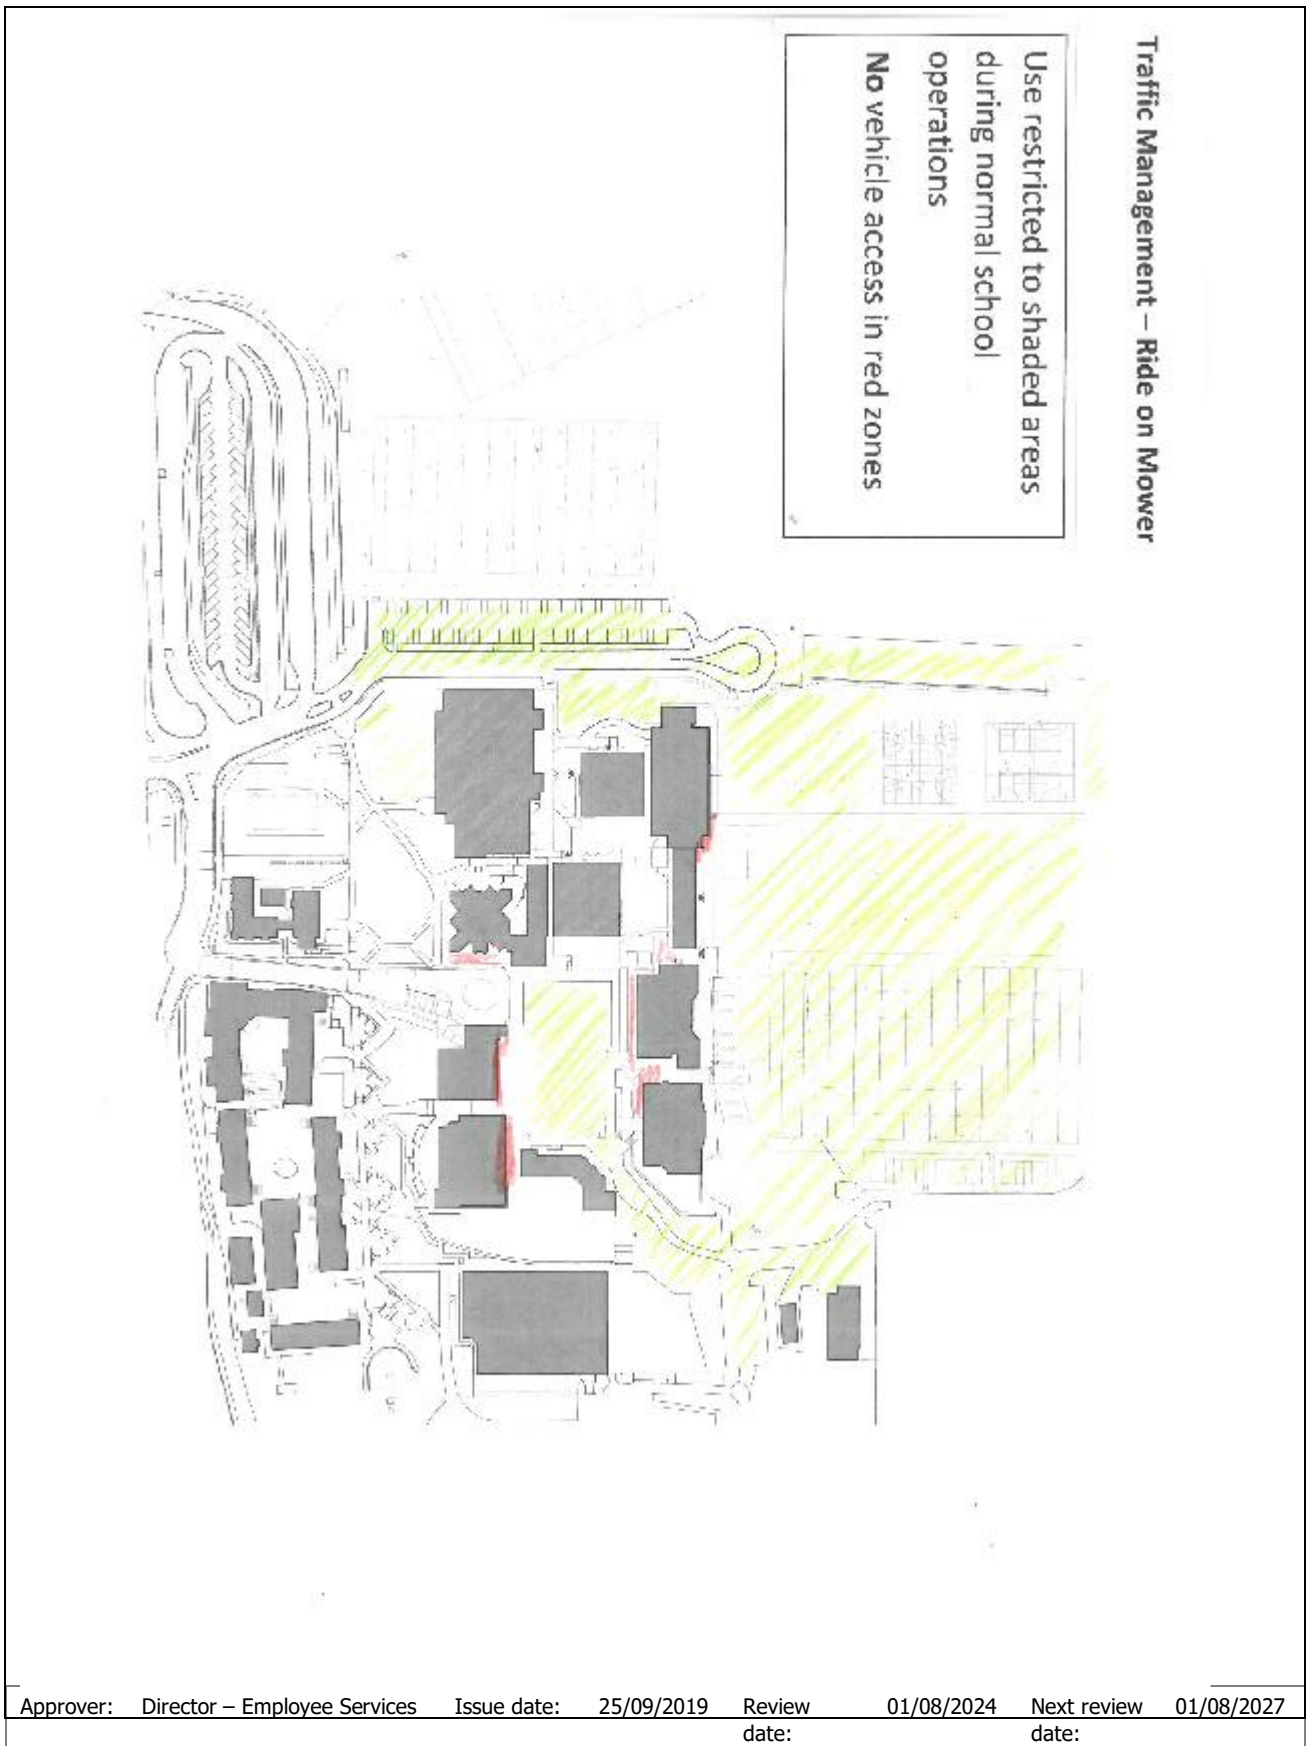 Traffic Management – Ride on Mower
Use restricted to shaded areas
during normal school
operations
No vehicle access in red zones
Approver: Director – Employee Services Issue date: 25/09/2019 Review date: 01/08/2024 Next review date: 01/08/2027